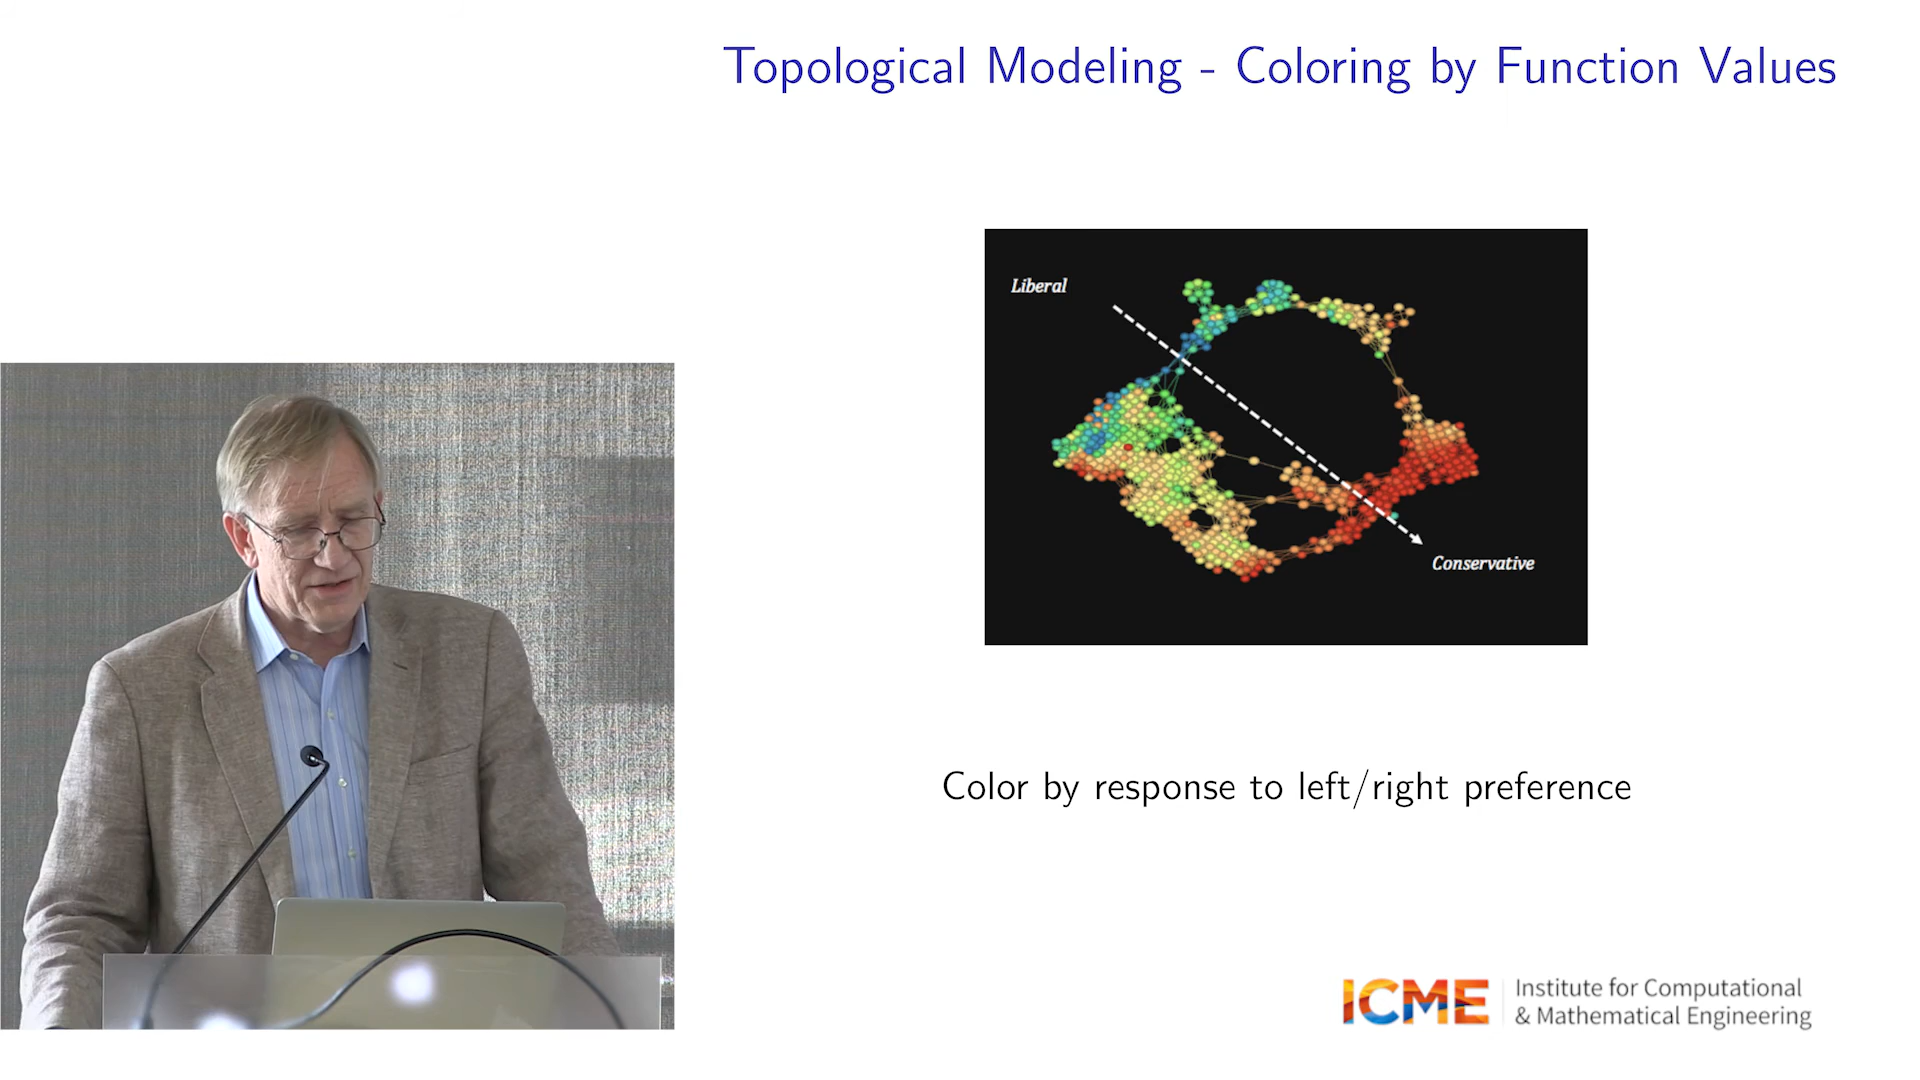 Topological Modeling - Coloring by Function Values
Liberal
Conservative
Color by response to left/right preference
ICME
Institute for Computational
& Mathematical Engineering